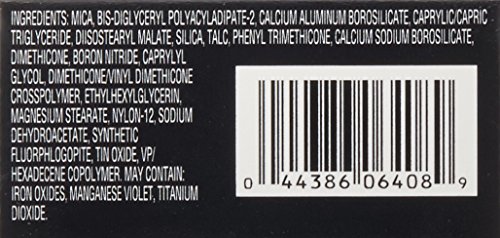 INGREDIENTS: MICA, BIS-DIGLYCERYL POLYACYLADIPATE-2, CALCIUM ALUMINUM BOROSILICATE, CAPRYLIC/CAPRIC
TRIGLYCERIDE, DIISOSTEARYL MALATE, SILICA, TALC, PHENYL TRIMETHICONE, CALCIUM SODIUM BOROSILICATE,
DIMETHICONE, BORON NITRIDE, CAPRYLYL
GLYCOL, DIMETHICONE/VINYL DIMETHICONE
CROSSPOLYMER, ETHYLHEXYLGLYCERIN,
MAGNESIUM STEARATE, NYLON-12, SODIUM
DEHYDROACETATE, SYNTHETIC
FLUORPHLOGOPITE, TIN OXIDE, VP/
HEXADECENE COPOLYMER. MAY CONTAIN:
IRON OXIDES, MANGANESE VIOLET, TITANIUM
DIOXIDE.
0 44386 06408 9